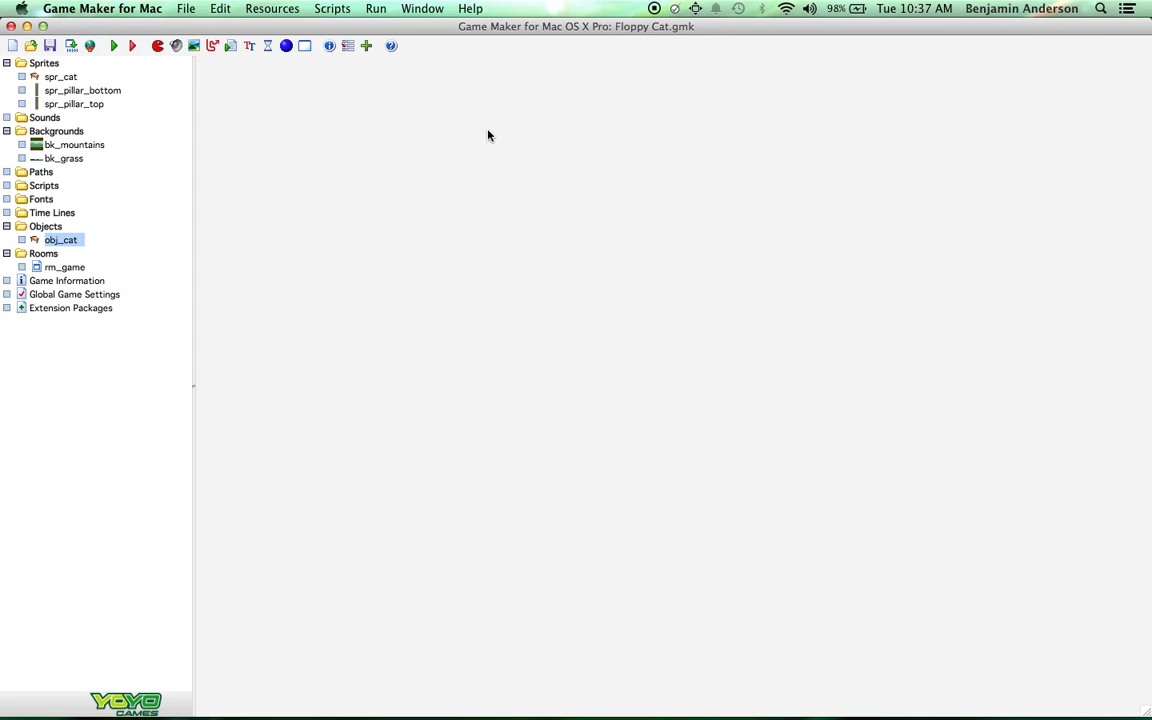 Game Maker for Mac File Edit Resources Scripts Run Window Help 98% Tue 10:37 AM Benjamin Anderson
Game Maker for Mac OS X Pro: Floppy Cat.gmk
Sprites
spr_cat
spr_pillar_bottom
spr_pillar_top
Sounds
Backgrounds
bk_mountains
bk_grass
Paths
Scripts
Fonts
Time Lines
Objects
obj_cat
Rooms
rm_game
Game Information
Global Game Settings
Extension Packages
YOYO
GAMES